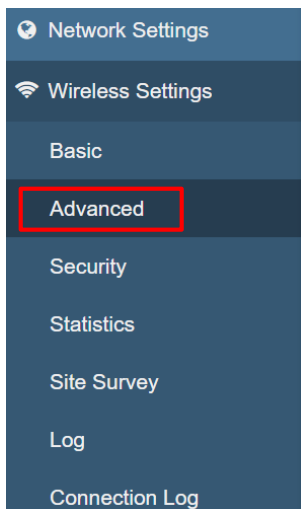 Network Settings
Wireless Settings
Basic
Advanced
Security
Statistics
Site Survey
Log
Connection Log